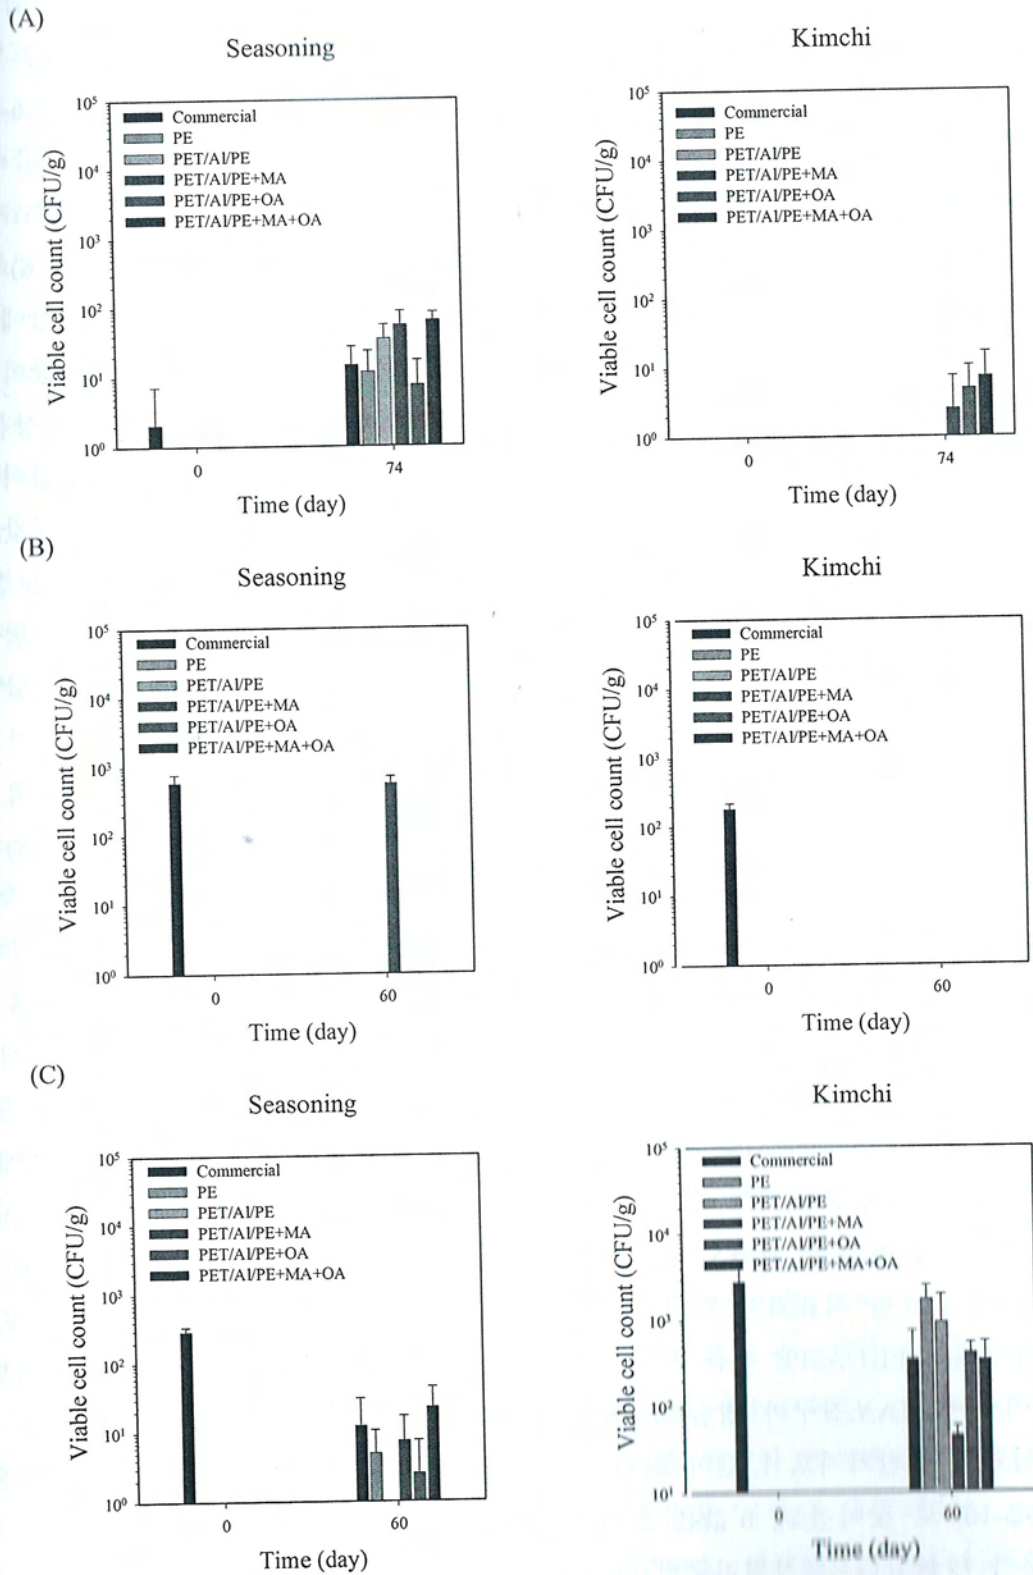 (A)
Seasoning
Viable cell count (CFU/g)
10⁵
10⁴
10³
10²
10¹
10⁰
Commercial
PE
PET/Al/PE
PET/Al/PE+MA
PET/Al/PE+OA
PET/Al/PE+MA+OA
0
74
Time (day)
Kimchi
Viable cell count (CFU/g)
10⁵
10⁴
10³
10²
10¹
10⁰
Commercial
PE
PET/Al/PE
PET/Al/PE+MA
PET/Al/PE+OA
PET/Al/PE+MA+OA
0
74
Time (day)
(B)
Seasoning
Viable cell count (CFU/g)
10⁵
10⁴
10³
10²
10¹
10⁰
Commercial
PE
PET/Al/PE
PET/Al/PE+MA
PET/Al/PE+OA
PET/Al/PE+MA+OA
0
60
Time (day)
Kimchi
Viable cell count (CFU/g)
10⁵
10⁴
10³
10²
10¹
10⁰
Commercial
PE
PET/Al/PE
PET/Al/PE+MA
PET/Al/PE+OA
PET/Al/PE+MA+OA
0
60
Time (day)
(C)
Seasoning
Viable cell count (CFU/g)
10⁵
10⁴
10³
10²
10¹
10⁰
Commercial
PE
PET/Al/PE
PET/Al/PE+MA
PET/Al/PE+OA
PET/Al/PE+MA+OA
0
60
Time (day)
Kimchi
Viable cell count (CFU/g)
10⁵
10⁴
10³
10²
10¹
Commercial
PE
PET/Al/PE
PET/Al/PE+MA
PET/Al/PE+OA
PET/Al/PE+MA+OA
0
60
Time (day)